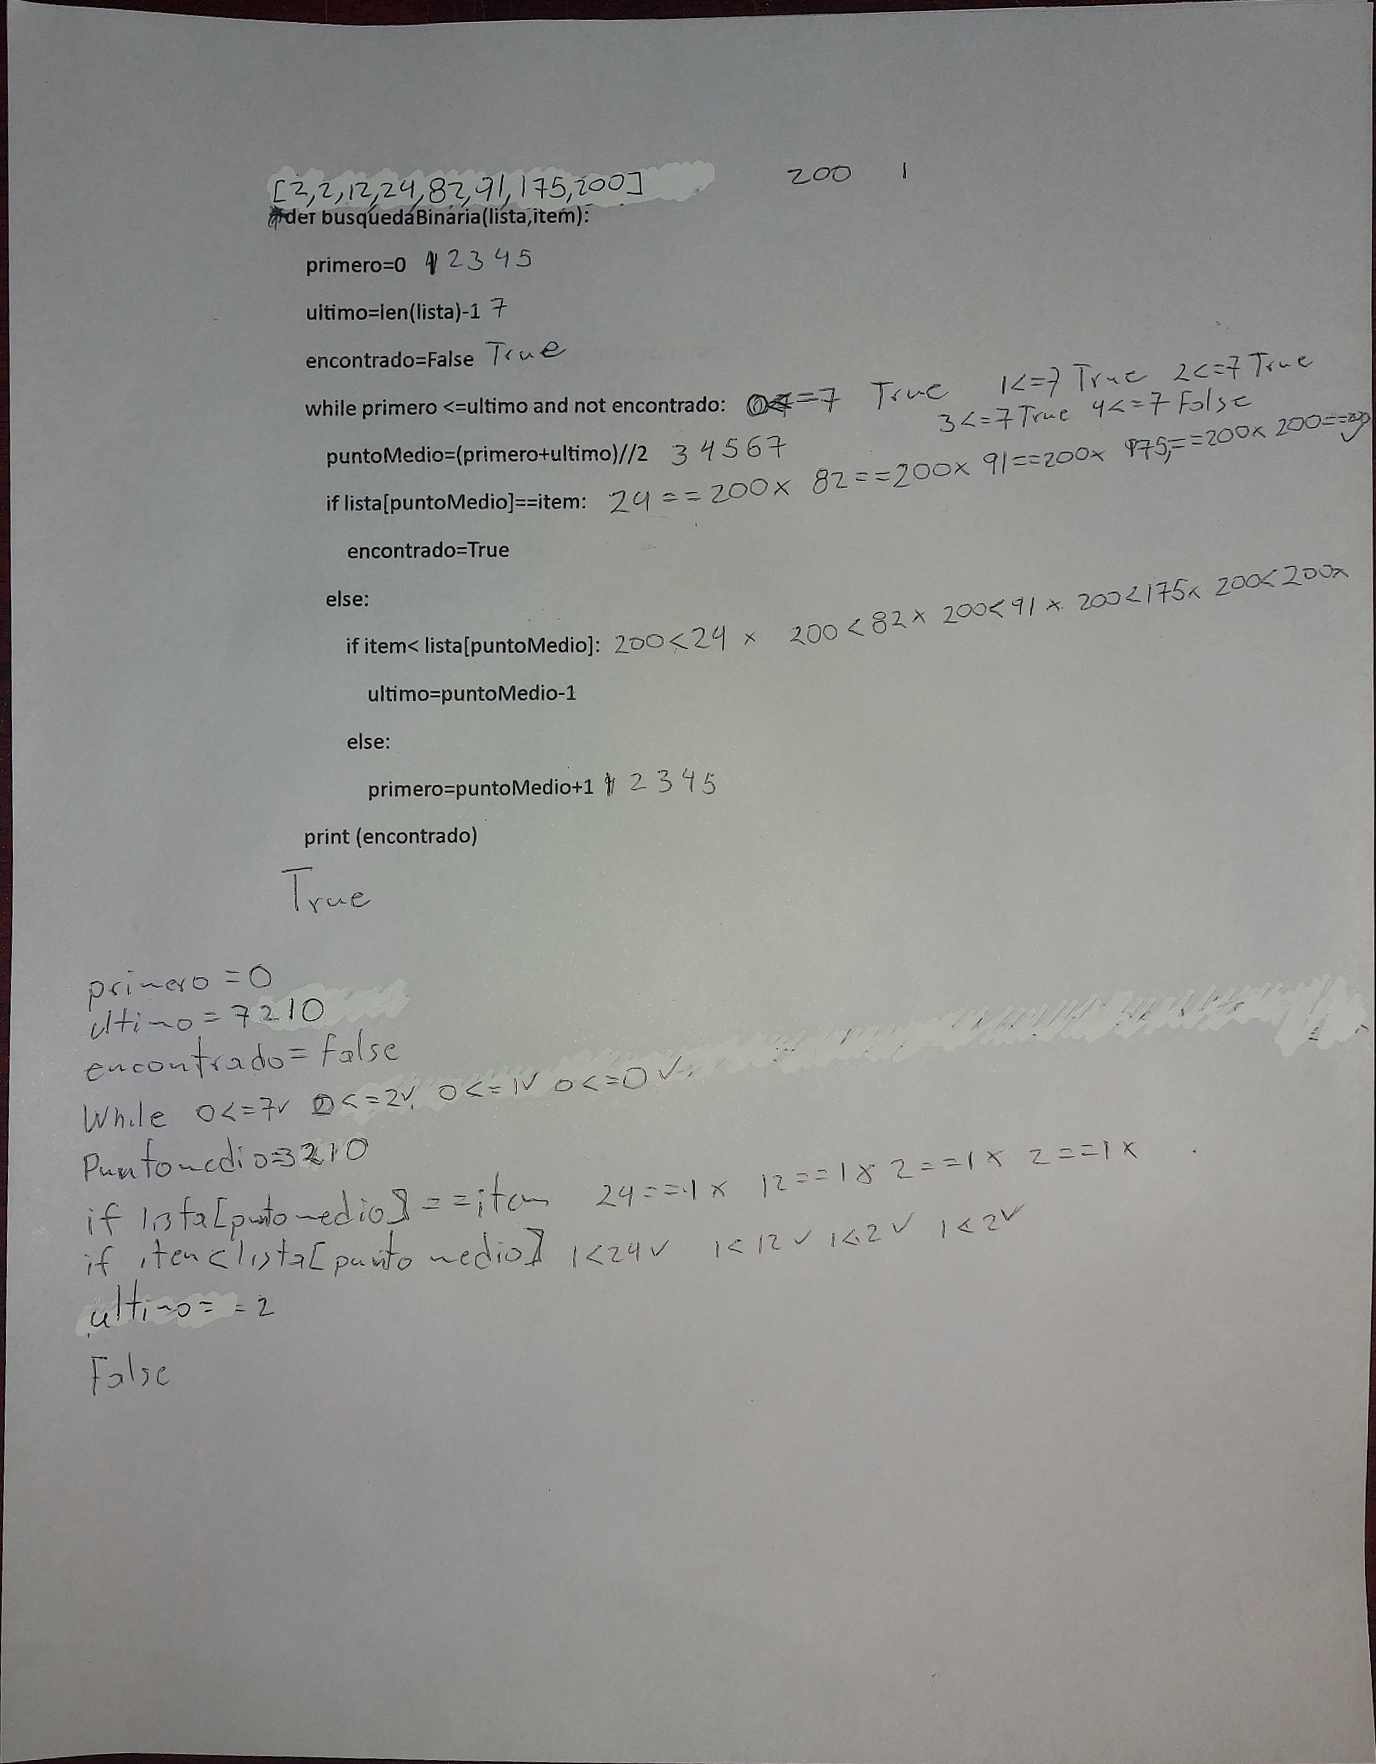 [2,2,12,24,82,91,175,200] 200 1
def busquedaBinaria(lista,item):
primero=0 1 2 3 4 5
ultimo=len(lista)-1 7
encontrado=False True
while primero <=ultimo and not encontrado: 0<=7 True 1<=7 True 2<=7 True
3<=7 True 4<=7 False
puntoMedio=(primero+ultimo)//2 3 4 5 6 7
if lista[puntoMedio]==item: 24==200x 82==200x 91==200x 175==200x 200==200
encontrado=True
else:
if item< lista[puntoMedio]: 200<24 x 200<82 x 200<91 x 200<175x 200<200x
ultimo=puntoMedio-1
else:
primero=puntoMedio+1 1 2 3 4 5
print (encontrado)
True
primero =0
ultimo = 7 2 1 0
encontrado= false
While 0<=7✓ 0<=2✓ 0<=1✓ 0<=0✓
Puntomedio=3 2 1 0
if lista[puntomedio]==item 24==1x 12==1x 2==1x 2==1x
if item<lista[punto medio] 1<24✓ 1<12✓ 1<2✓ 1<2✓
ultimo= =2
False